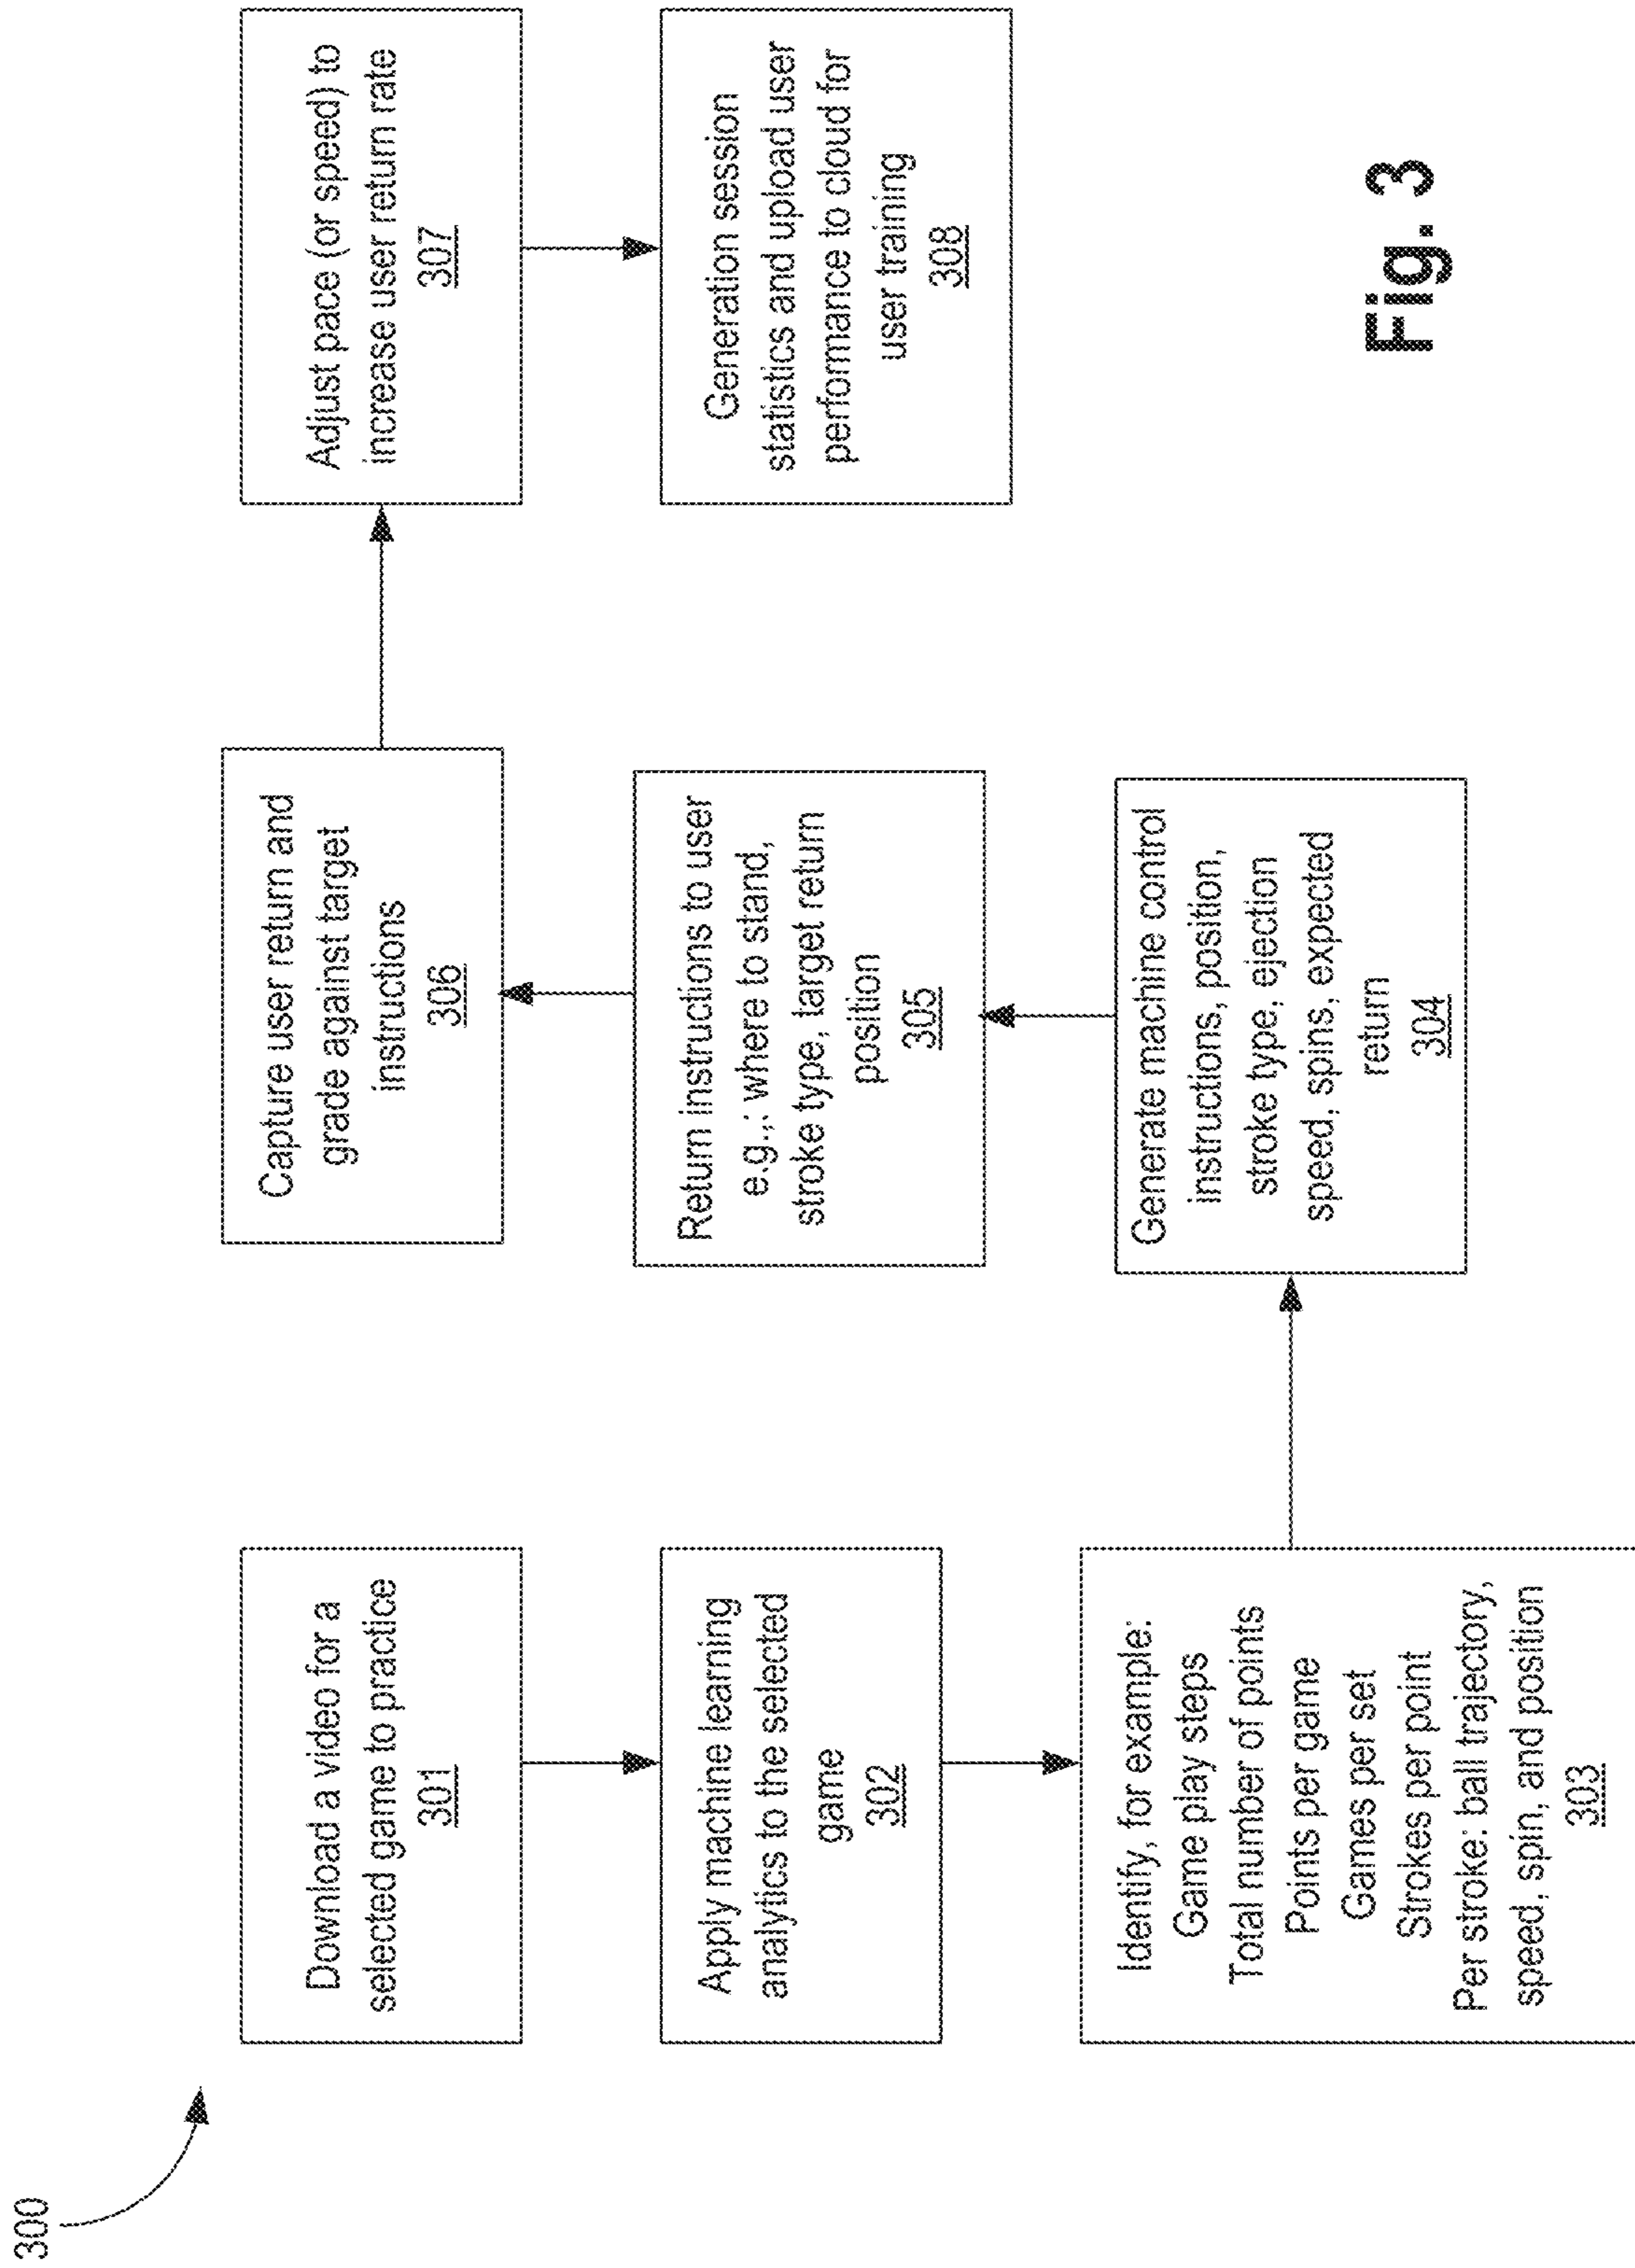 300
Download a video for a
selected game to practice
301
Apply machine learning
analytics to the selected
game
302
Identify, for example:
Game play steps
Total number of points
Points per game
Games per set
Strokes per point
Per stroke: ball trajectory,
speed, spin, and position
303
Generate machine control
instructions, position,
stroke type, ejection
speed, spins, expected
return
304
Return instructions to user
e.g.,: where to stand,
stroke type, target return
position
305
Capture user return and
grade against target
instructions
306
Adjust pace (or speed) to
increase user return rate
307
Generation session
statistics and upload user
performance to cloud for
user training
308
Fig. 3